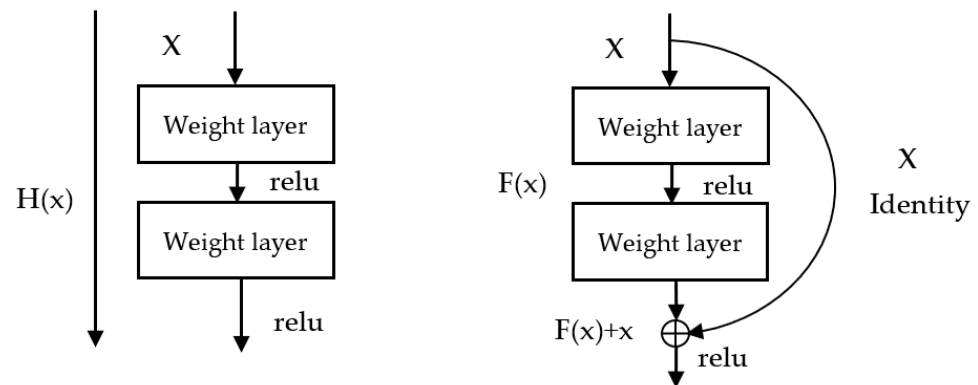 X
Weight layer
relu
H(x)
Weight layer
relu
X
Weight layer
relu
F(x)
X
Identity
Weight layer
F(x)+x
relu